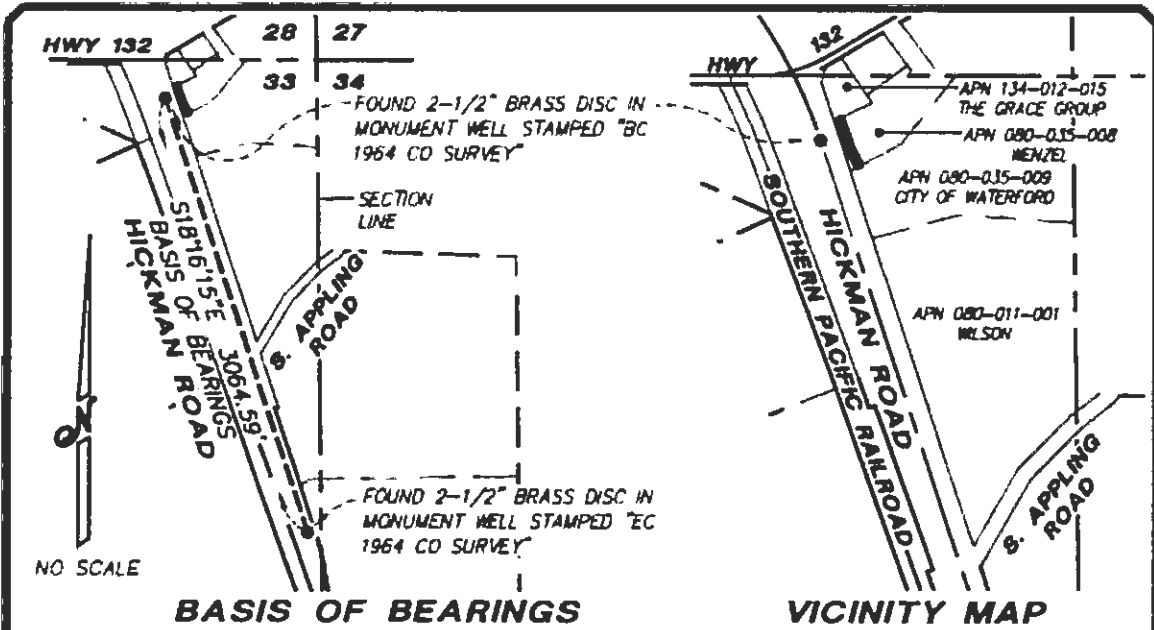 HWY 132
28 27
33 34
FOUND 2-1/2" BRASS DISC IN
MONUMENT WELL STAMPED "BC
1964 CO SURVEY"
SECTION
LINE
S18°16'15"E 3064.59'
BASIS OF BEARINGS
HICKMAN ROAD
S. APPLING
ROAD
FOUND 2-1/2" BRASS DISC IN
MONUMENT WELL STAMPED "EC
1964 CO SURVEY"
N
NO SCALE
BASIS OF BEARINGS
HWY 132
APN 134-012-015
THE GRACE GROUP
APN 080-035-008
WENZEL
APN 080-035-009
CITY OF WATERFORD
SOUTHERN PACIFIC RAILROAD
HICKMAN ROAD
APN 080-011-001
WILSON
S. APPLING
ROAD
VICINITY MAP